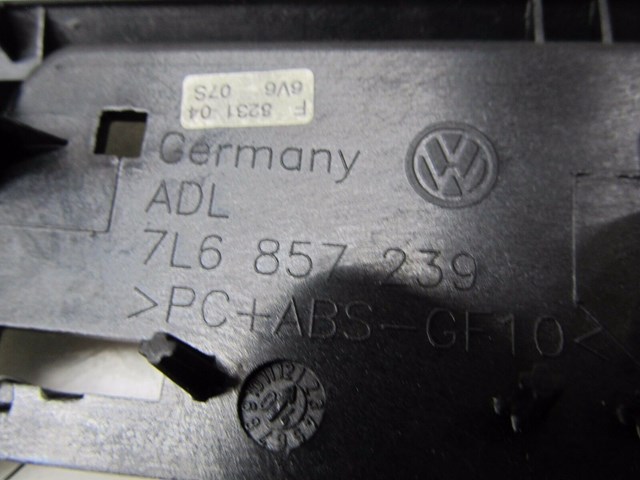 F 8231 04
6V6 07S
Germany
ADL
7L6 857 239
>PC+ABS-GF10<